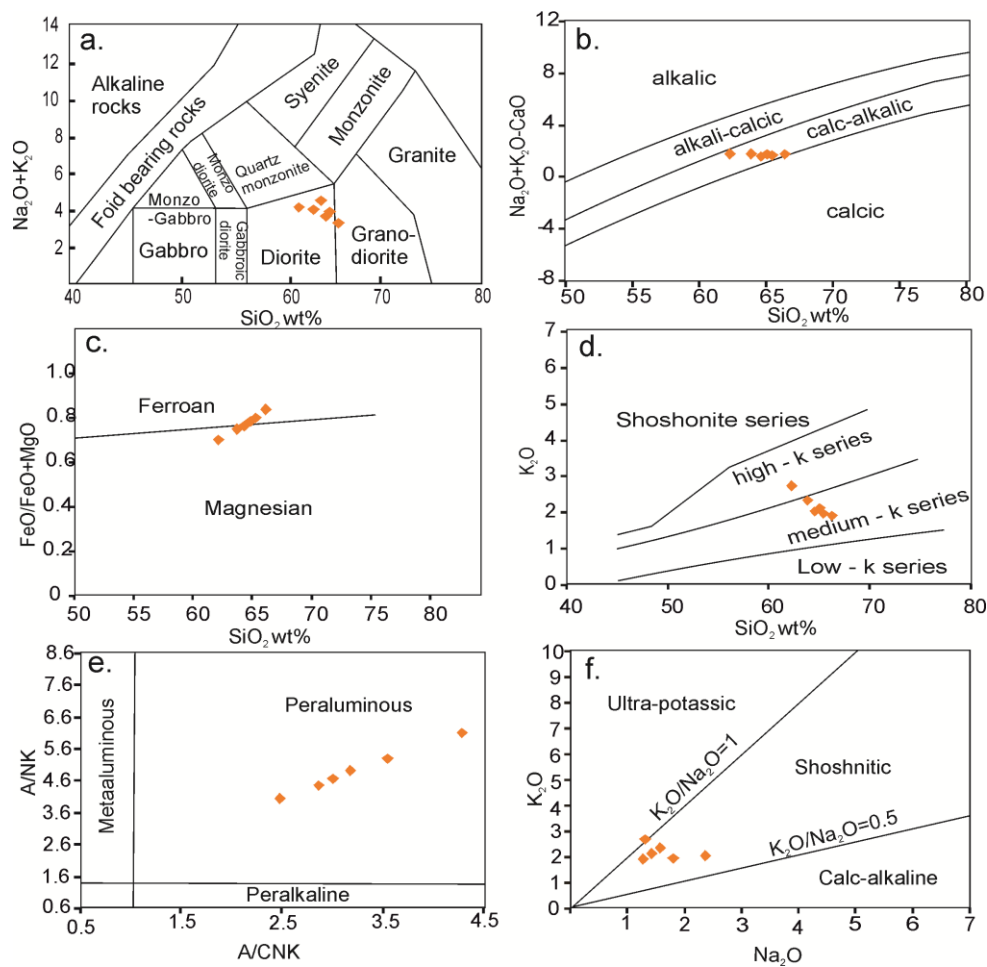 a.
14
12
10
8
6
4
2
Na₂O+K₂O
Alkaline
rocks
Foid bearing rocks
Syenite
Monzonite
Granite
Monzo
diorite
Monzo
diorite
Quartz
monzonite
Monzo
-Gabbro
Gabbro
Gabbroic
diorite
Diorite
Grano-
diorite
40
50
60
70
80
SiO₂ wt%
b.
8
4
0
-4
-8
Na₂O+K₂O-CaO
alkalic
alkali-calcic
calc-alkalic
calcic
50
55
60
65
70
75
80
SiO₂ wt%
c.
1.0
0.8
0.6
0.4
0.2
0
FeO/FeO+MgO
Ferroan
Magnesian
50
55
60
65
70
75
80
SiO₂ wt%
d.
7
6
5
4
3
2
1
0
K₂O
Shoshonite series
high - k series
medium - k series
Low - k series
40
50
60
70
80
SiO₂ wt%
e.
8.6
7.6
6.6
5.6
4.6
3.6
2.6
1.6
0.6
A/NK
Metaaluminous
Peraluminous
Peralkaline
0.5
1.5
2.5
3.5
4.5
A/CNK
f.
10
9
8
7
6
5
4
3
2
1
0
K₂O
Ultra-potassic
K₂O/Na₂O=1
Shoshnitic
K₂O/Na₂O=0.5
Calc-alkaline
1
2
3
4
5
6
7
Na₂O